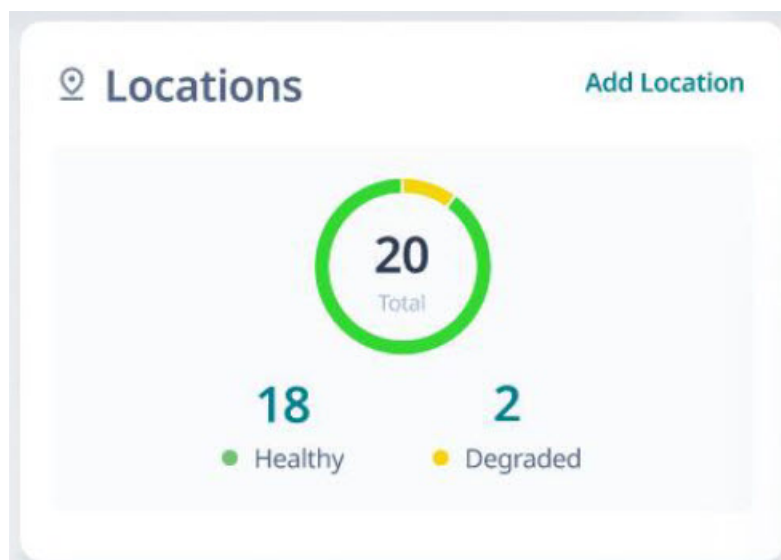 Locations
Add Location
20
Total
18
2
Healthy
Degraded